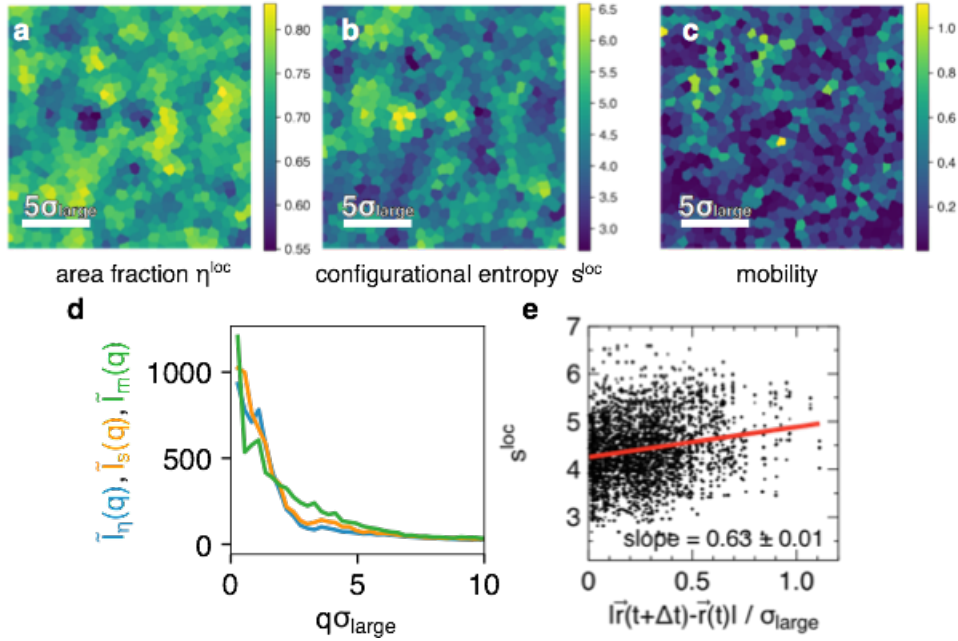 a
0.80
0.75
0.70
0.65
0.60
0.55
5σlarge
area fraction ηloc
b
6.5
6.0
5.5
5.0
4.5
4.0
3.5
3.0
5σlarge
configurational entropy sloc
c
1.0
0.8
0.6
0.4
0.2
5σlarge
mobility
d
Ĩη(q), Ĩs(q), Ĩm(q)
1000
500
0
0 5 10
qσlarge
e
sloc
7
6
5
4
3
slope = 0.63 ± 0.01
0 0.5 1.0
|r⃗(t+Δt)-r⃗(t)| / σlarge